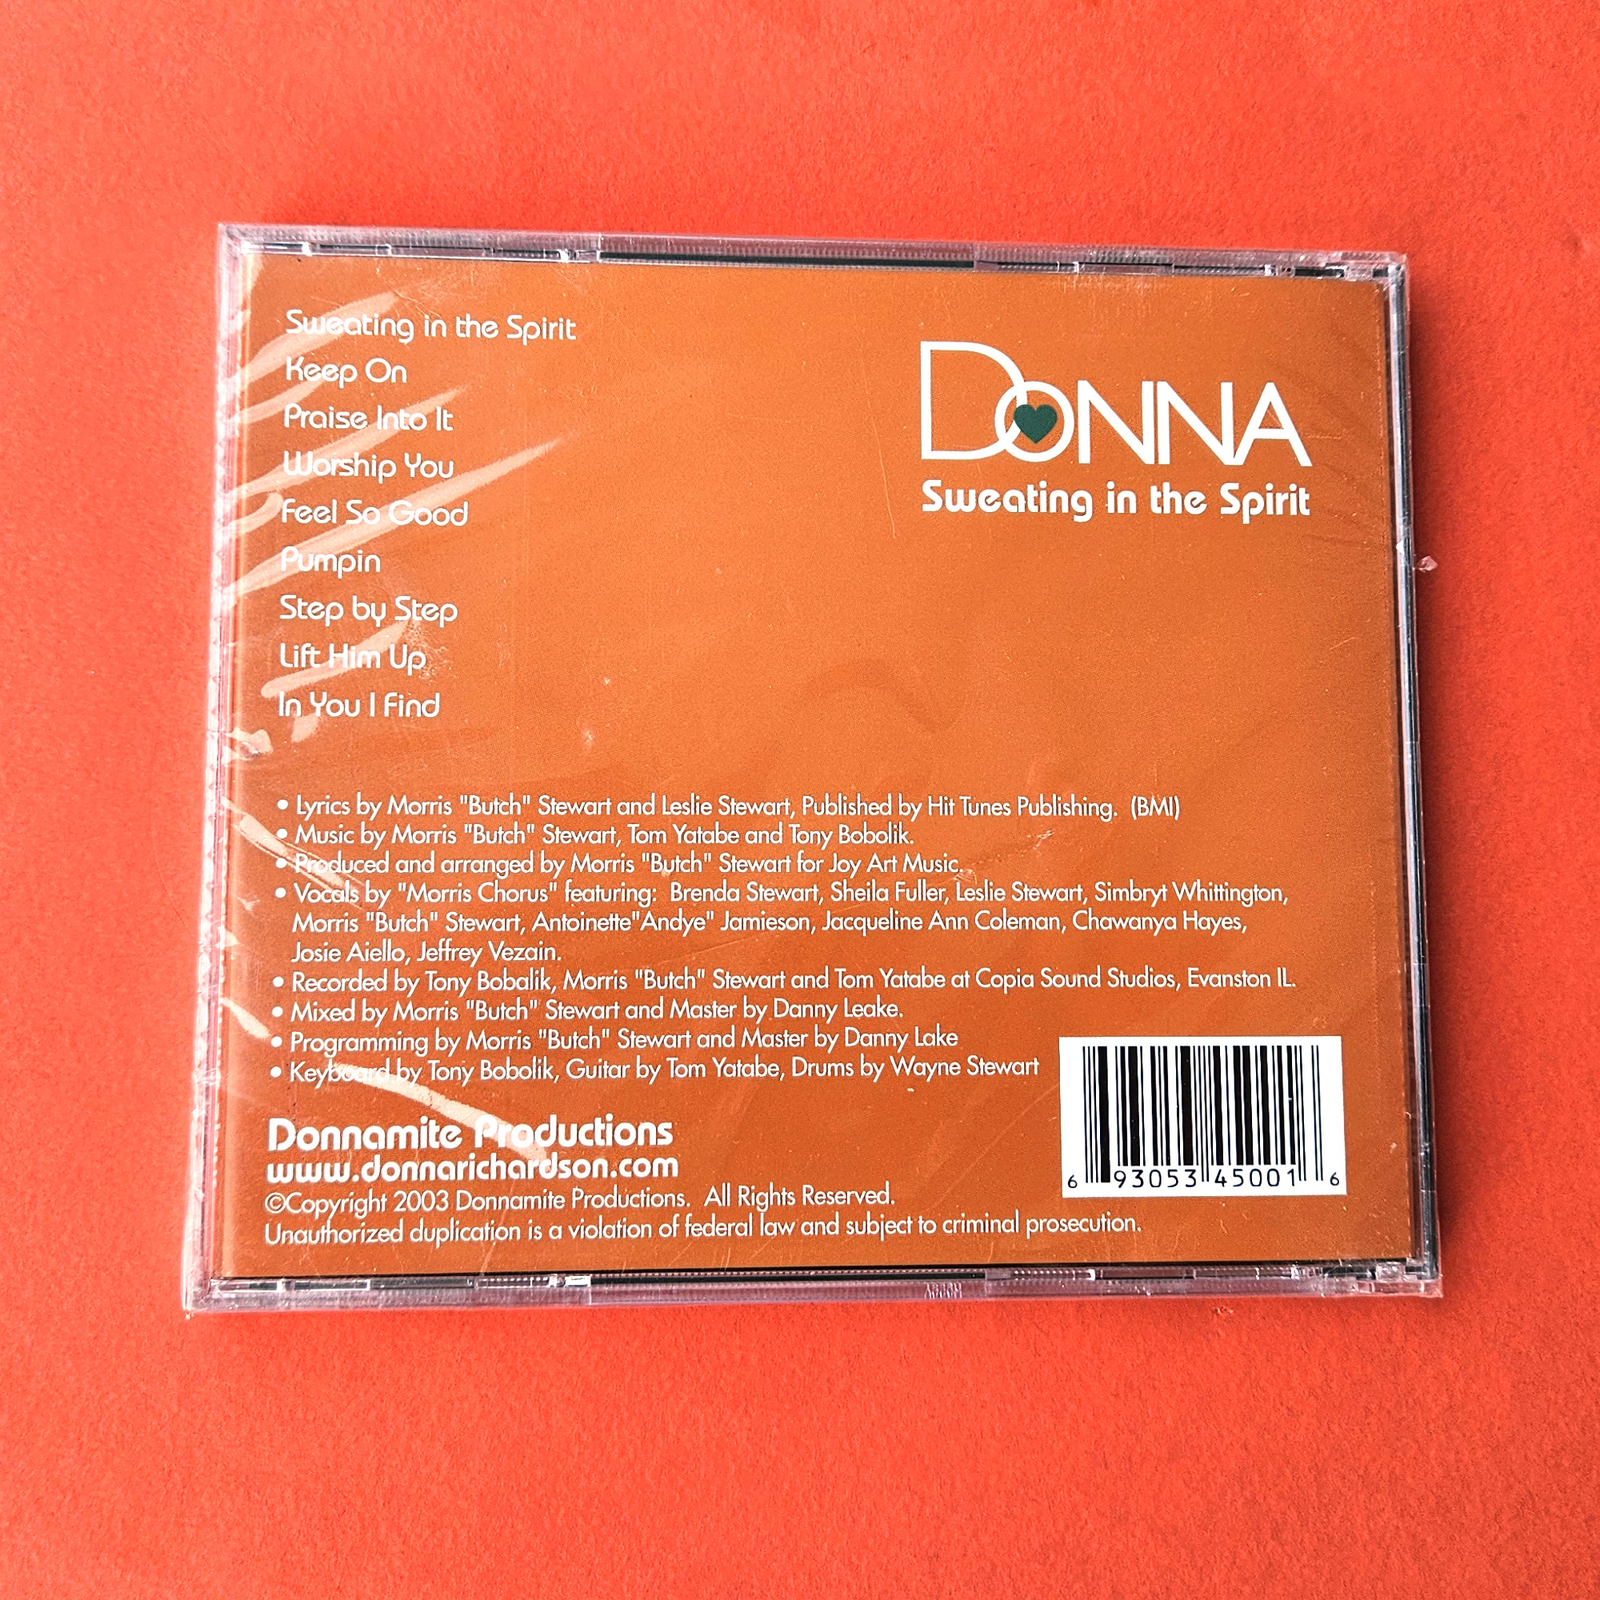 Sweating in the Spirit
Keep On
Praise Into It
Worship You
Feel So Good
Pumpin
Step by Step
Lift Him Up
In You I Find
DONNA
Sweating in the Spirit
• Lyrics by Morris "Butch" Stewart and Leslie Stewart, Published by Hit Tunes Publishing. (BMI)
• Music by Morris "Butch" Stewart, Tom Yatabe and Tony Bobolik.
• Produced and arranged by Morris "Butch" Stewart for Joy Art Music.
• Vocals by "Morris Chorus" featuring: Brenda Stewart, Sheila Fuller, Leslie Stewart, Simbryt Whittington,
Morris "Butch" Stewart, Antoinette"Andye" Jamieson, Jacqueline Ann Coleman, Chawanya Hayes,
Josie Aiello, Jeffrey Vezain.
• Recorded by Tony Bobalik, Morris "Butch" Stewart and Tom Yatabe at Copia Sound Studios, Evanston IL.
• Mixed by Morris "Butch" Stewart and Master by Danny Leake.
• Programming by Morris "Butch" Stewart and Master by Danny Lake
• Keyboard by Tony Bobolik, Guitar by Tom Yatabe, Drums by Wayne Stewart
Donnamite Productions
www.donnarichardson.com
©Copyright 2003 Donnamite Productions. All Rights Reserved.
Unauthorized duplication is a violation of federal law and subject to criminal prosecution.
6 93053 45001 6